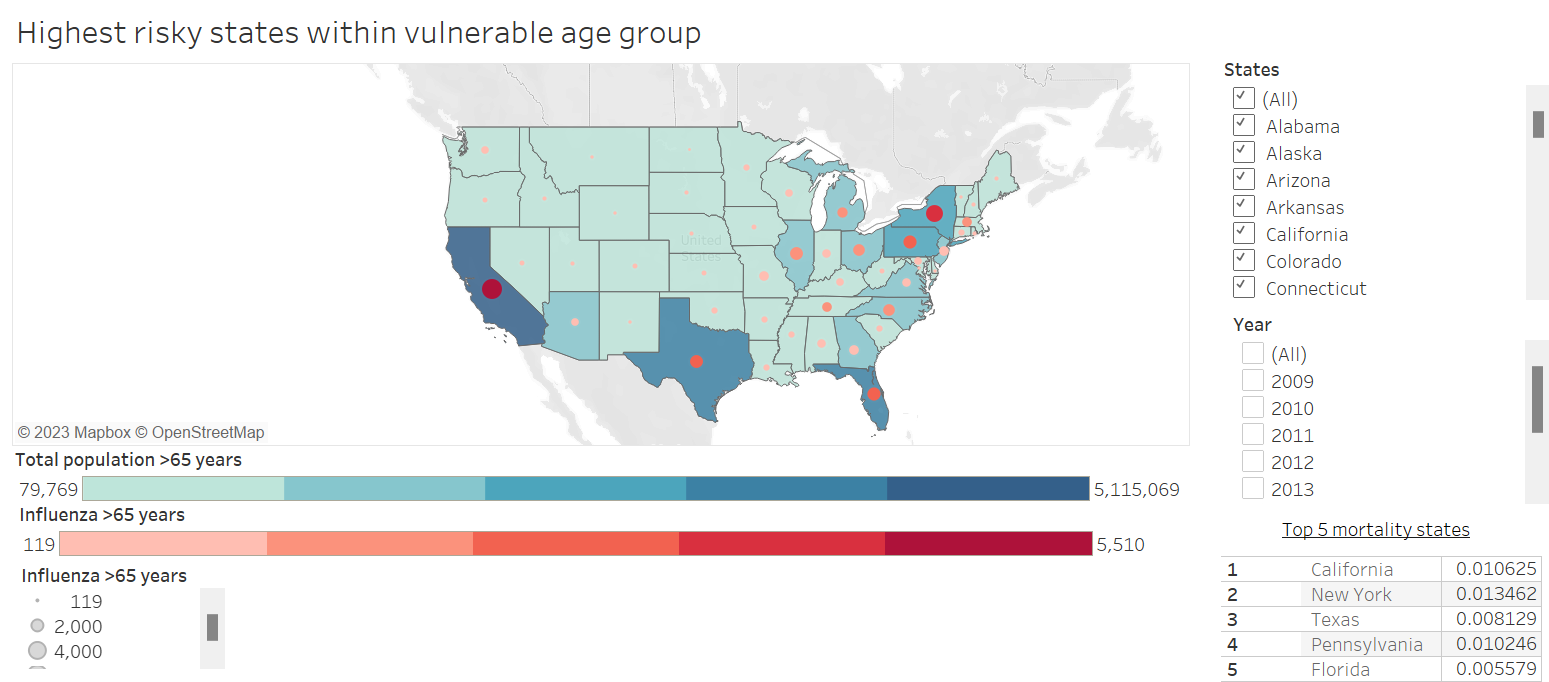 Highest risky states within vulnerable age group
United
States
© 2023 Mapbox © OpenStreetMap
Total population >65 years
79,769 5,115,069
Influenza >65 years
119 5,510
Influenza >65 years
119
2,000
4,000
States
(All)
Alabama
Alaska
Arizona
Arkansas
California
Colorado
Connecticut
Year
(All)
2009
2010
2011
2012
2013
Top 5 mortality states
1 California 0.010625
2 New York 0.013462
3 Texas 0.008129
4 Pennsylvania 0.010246
5 Florida 0.005579